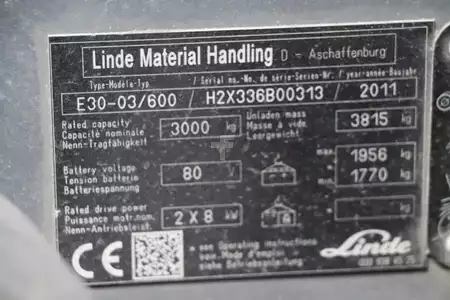 Linde Material Handling D - Aschaffenburg
Type-Modele-Typ / Serial no.-No. de série-Serien-Nr. / year-année-Baujahr
E30-03/600 / H2X336B00313 / 2011
Rated capacity
Capacité nominale
Nenn-Tragfähigkeit
3000 kg
Unladen mass
Masse à vide
Leergewicht
3815 kg
Battery voltage
Tension batterie
Batteriespannung
80 V
max. 1956 kg
1770 kg
Rated drive power
Puissance motr.nom.
Nenn-Antriebsleist.
2 X 8 kW
kg
CE
see Operating instructions
voir Mode d'emploi
siehe Betriebsanleitung
Linde